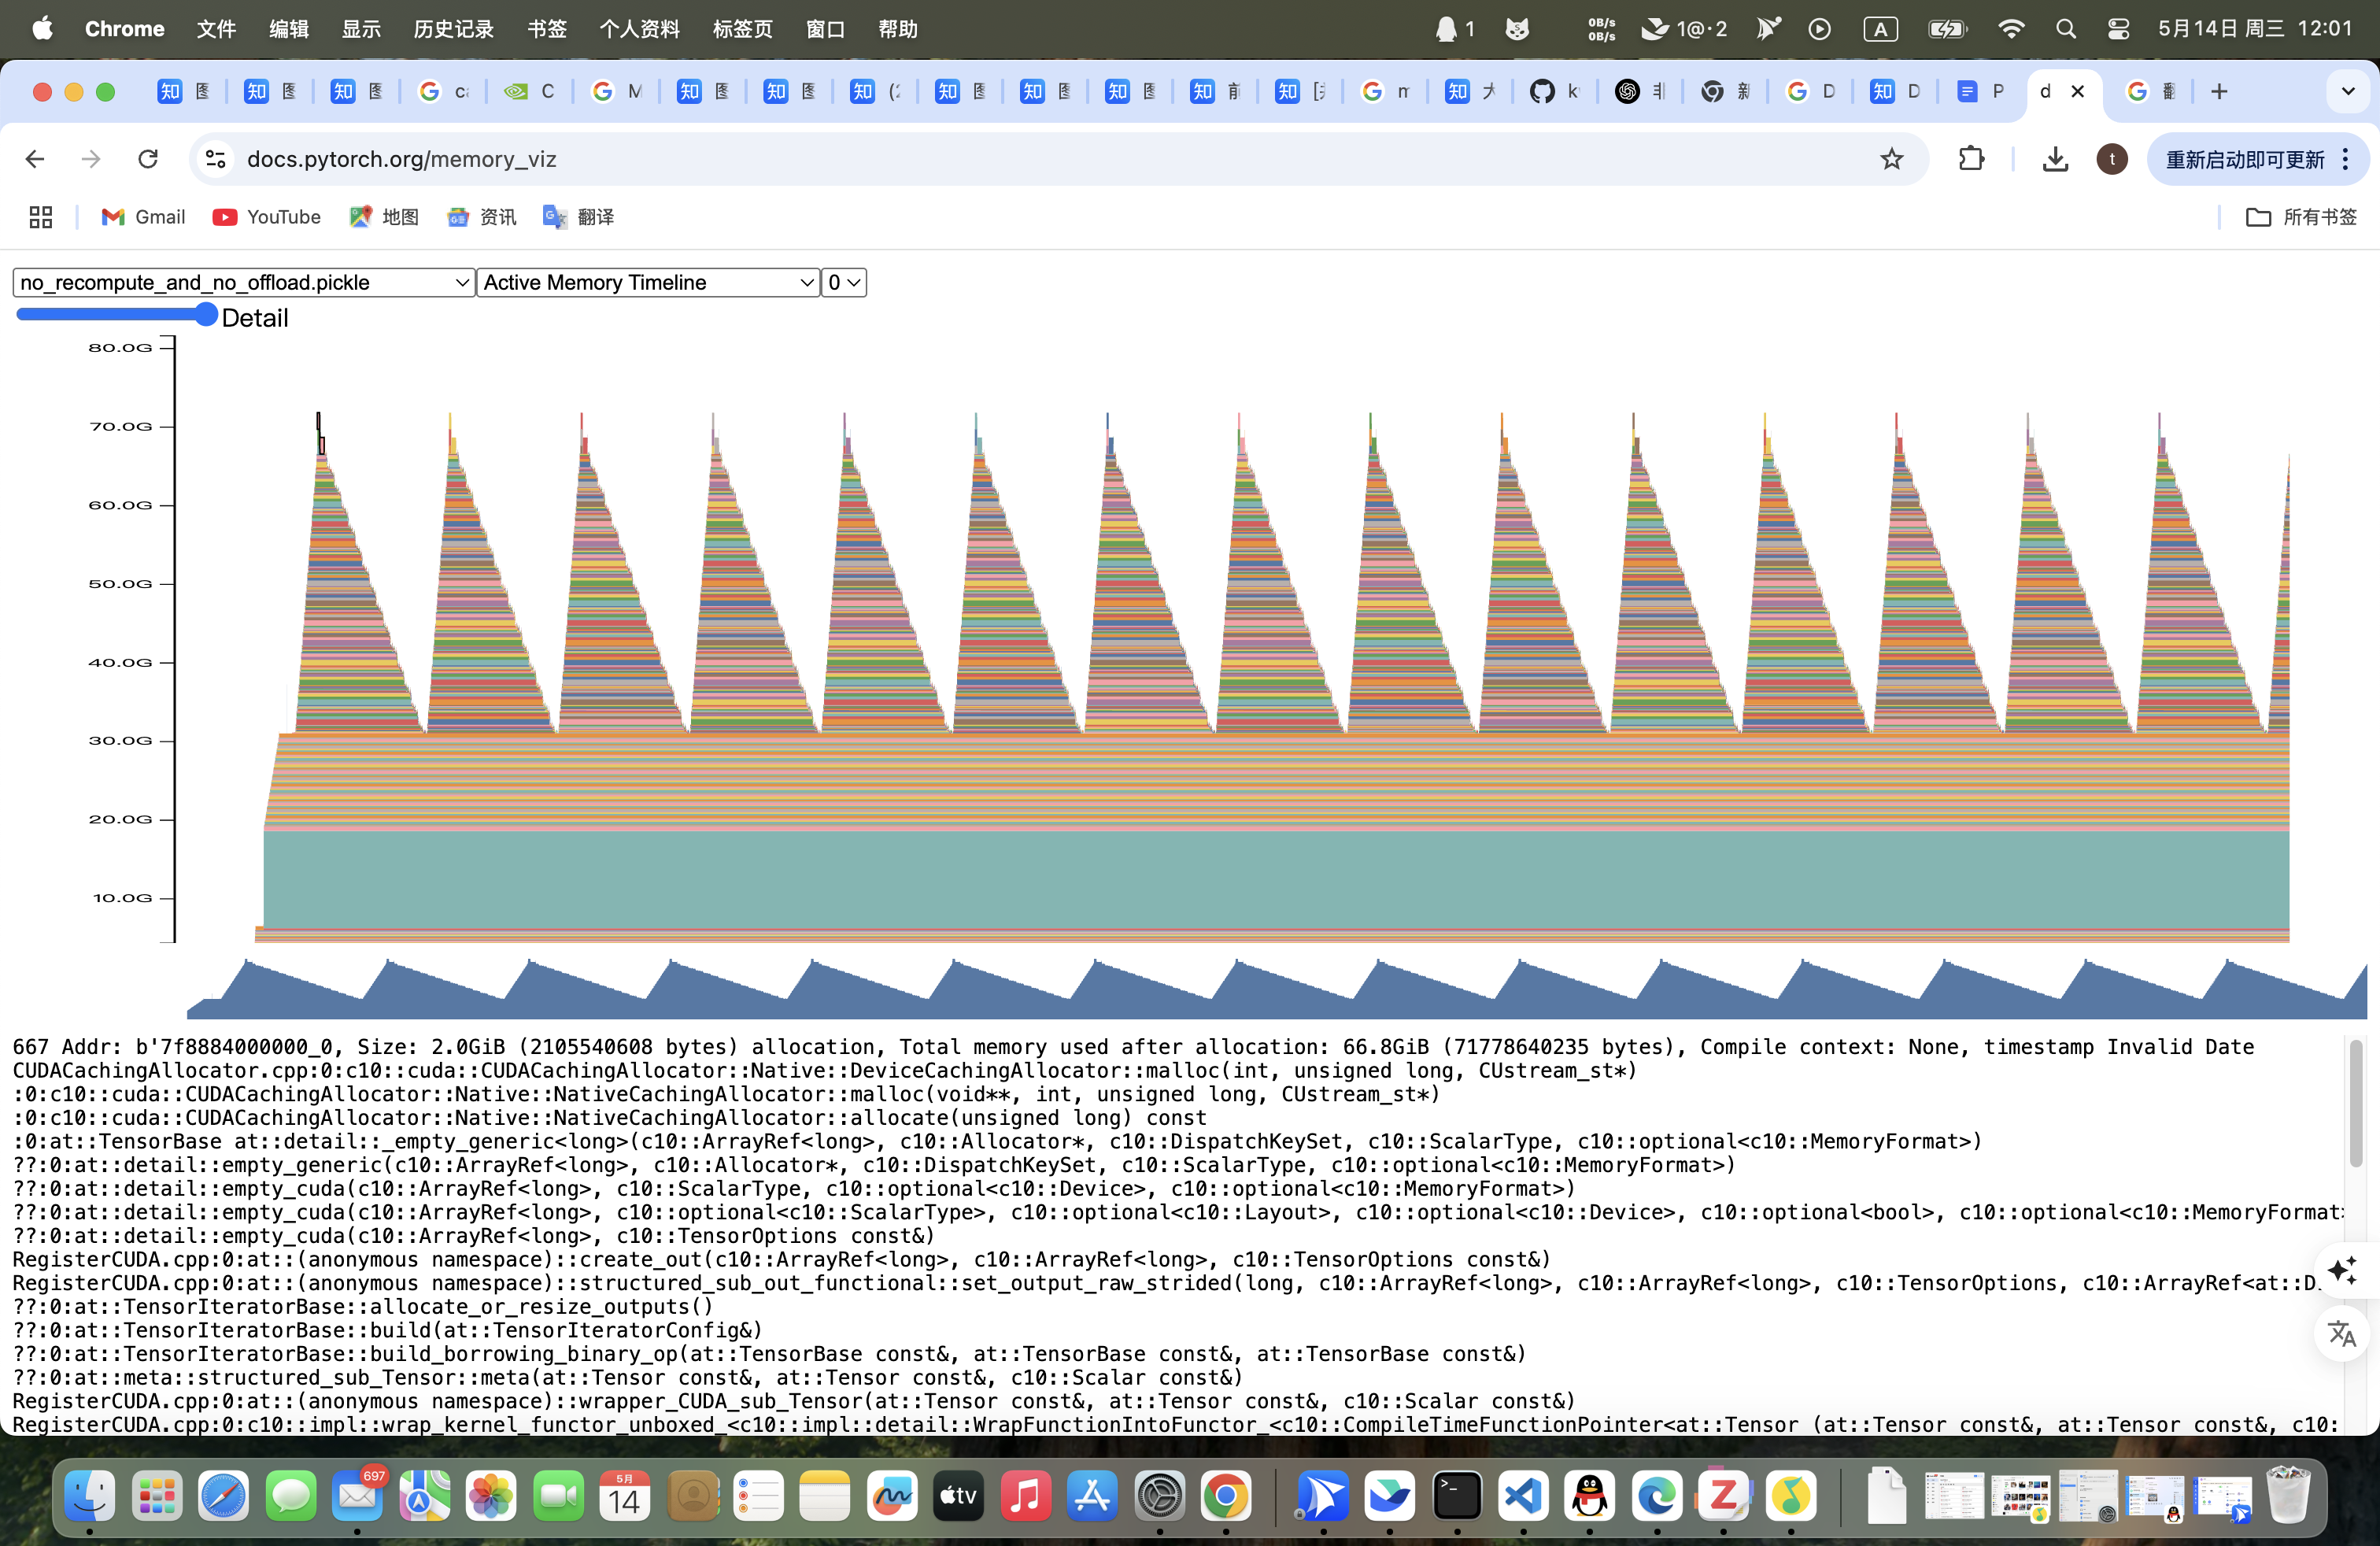 Chrome 文件 编辑 显示 历史记录 书签 个人资料 标签页 窗口 帮助 1 0B/s 0B/s 1@·2 A 5月14日 周三 12:01
docs.pytorch.org/memory_viz t 重新启动即可更新
Gmail YouTube 地图 资讯 翻译 所有书签
no_recompute_and_no_offload.pickle Active Memory Timeline 0
Detail
80.0G
70.0G
60.0G
50.0G
40.0G
30.0G
20.0G
10.0G
667 Addr: b'7f8884000000_0, Size: 2.0GiB (2105540608 bytes) allocation, Total memory used after allocation: 66.8GiB (71778640235 bytes), Compile context: None, timestamp Invalid Date
CUDACachingAllocator.cpp:0:c10::cuda::CUDACachingAllocator::Native::DeviceCachingAllocator::malloc(int, unsigned long, CUstream_st*)
:0:c10::cuda::CUDACachingAllocator::Native::NativeCachingAllocator::malloc(void**, int, unsigned long, CUstream_st*)
:0:c10::cuda::CUDACachingAllocator::Native::NativeCachingAllocator::allocate(unsigned long) const
:0:at::TensorBase at::detail::_empty_generic<long>(c10::ArrayRef<long>, c10::Allocator*, c10::DispatchKeySet, c10::ScalarType, c10::optional<c10::MemoryFormat>)
??:0:at::detail::empty_generic(c10::ArrayRef<long>, c10::Allocator*, c10::DispatchKeySet, c10::ScalarType, c10::optional<c10::MemoryFormat>)
??:0:at::detail::empty_cuda(c10::ArrayRef<long>, c10::ScalarType, c10::optional<c10::Device>, c10::optional<c10::MemoryFormat>)
??:0:at::detail::empty_cuda(c10::ArrayRef<long>, c10::optional<c10::ScalarType>, c10::optional<c10::Layout>, c10::optional<c10::Device>, c10::optional<bool>, c10::optional<c10::MemoryFormat>
??:0:at::detail::empty_cuda(c10::ArrayRef<long>, c10::TensorOptions const&)
RegisterCUDA.cpp:0:at::(anonymous namespace)::create_out(c10::ArrayRef<long>, c10::ArrayRef<long>, c10::TensorOptions const&)
RegisterCUDA.cpp:0:at::(anonymous namespace)::structured_sub_out_functional::set_output_raw_strided(long, c10::ArrayRef<long>, c10::ArrayRef<long>, c10::TensorOptions, c10::ArrayRef<at::D
??:0:at::TensorIteratorBase::allocate_or_resize_outputs()
??:0:at::TensorIteratorBase::build(at::TensorIteratorConfig&)
??:0:at::TensorIteratorBase::build_borrowing_binary_op(at::TensorBase const&, at::TensorBase const&, at::TensorBase const&)
??:0:at::meta::structured_sub_Tensor::meta(at::Tensor const&, at::Tensor const&, c10::Scalar const&)
RegisterCUDA.cpp:0:at::(anonymous namespace)::wrapper_CUDA_sub_Tensor(at::Tensor const&, at::Tensor const&, c10::Scalar const&)
RegisterCUDA.cpp:0:c10::impl::wrap_kernel_functor_unboxed_<c10::impl::detail::WrapFunctionIntoFunctor_<c10::CompileTimeFunctionPointer<at::Tensor (at::Tensor const&, at::Tensor const&, c10:
697
5月
14
tv